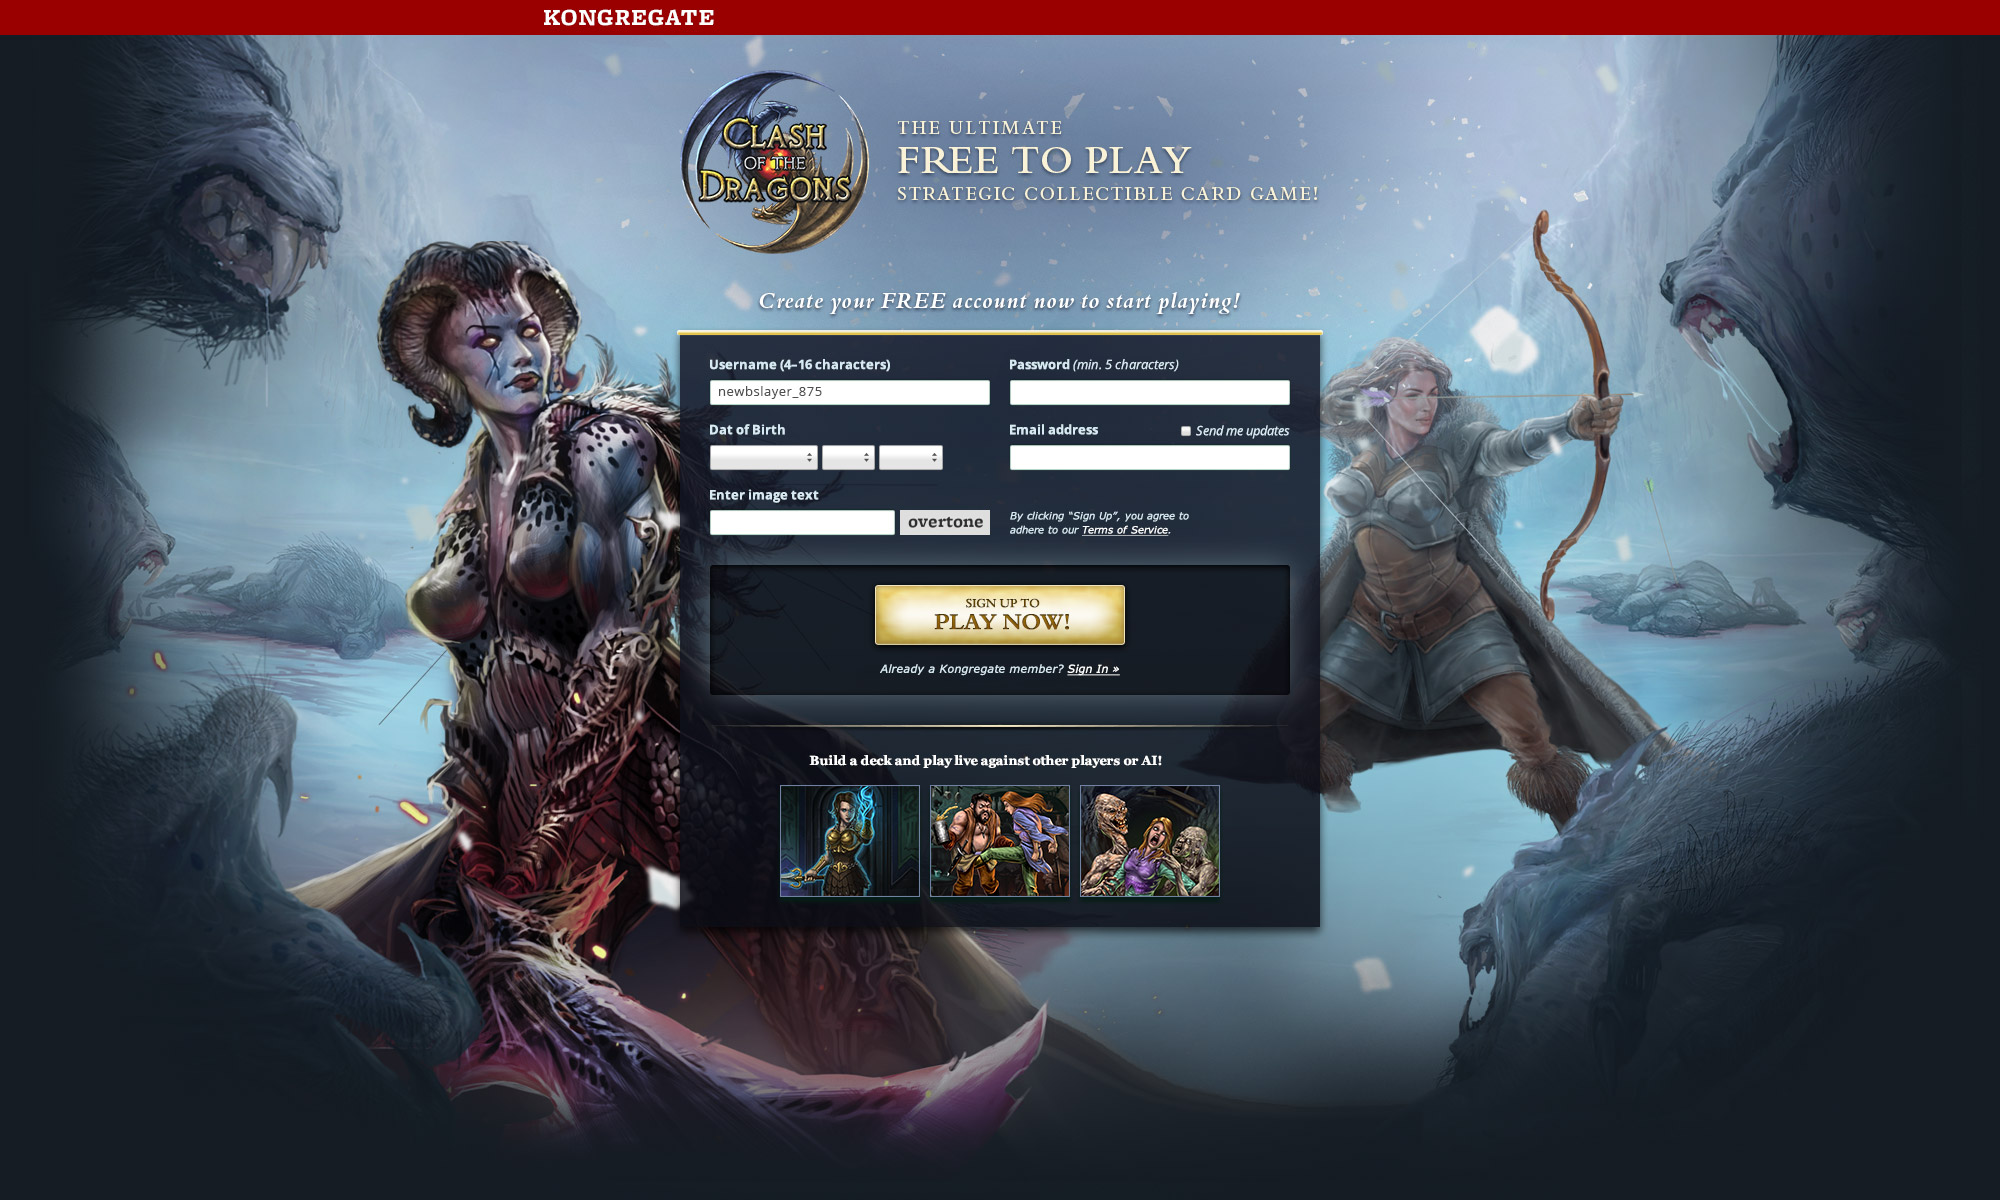 KONGREGATE
CLASH
OF THE
DRAGONS
THE ULTIMATE
FREE TO PLAY
STRATEGIC COLLECTIBLE CARD GAME!
Create your FREE account now to start playing!
Username (4–16 characters)
newbslayer_875
Password (min. 5 characters)
Dat of Birth
Email address
Send me updates
Enter image text
overtone
By clicking “Sign Up”, you agree to
adhere to our Terms of Service.
SIGN UP TO
PLAY NOW!
Already a Kongregate member? Sign In »
Build a deck and play live against other players or AI!